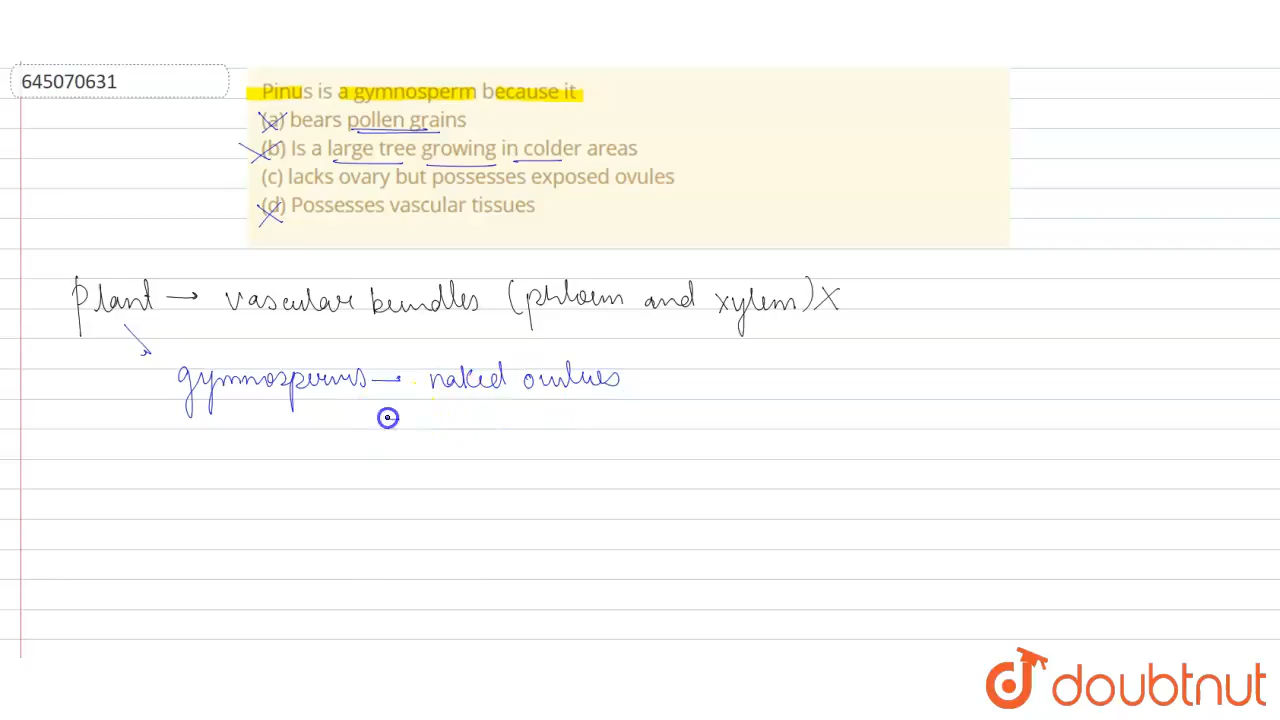 645070631
Pinus is a gymnosperm because it
(a) bears pollen grains
(b) Is a large tree growing in colder areas
(c) lacks ovary but possesses exposed ovules
(d) Possesses vascular tissues
Plant → vascular bundles (phloem and xylem) X
gymnosperms → naked ovules
doubtnut